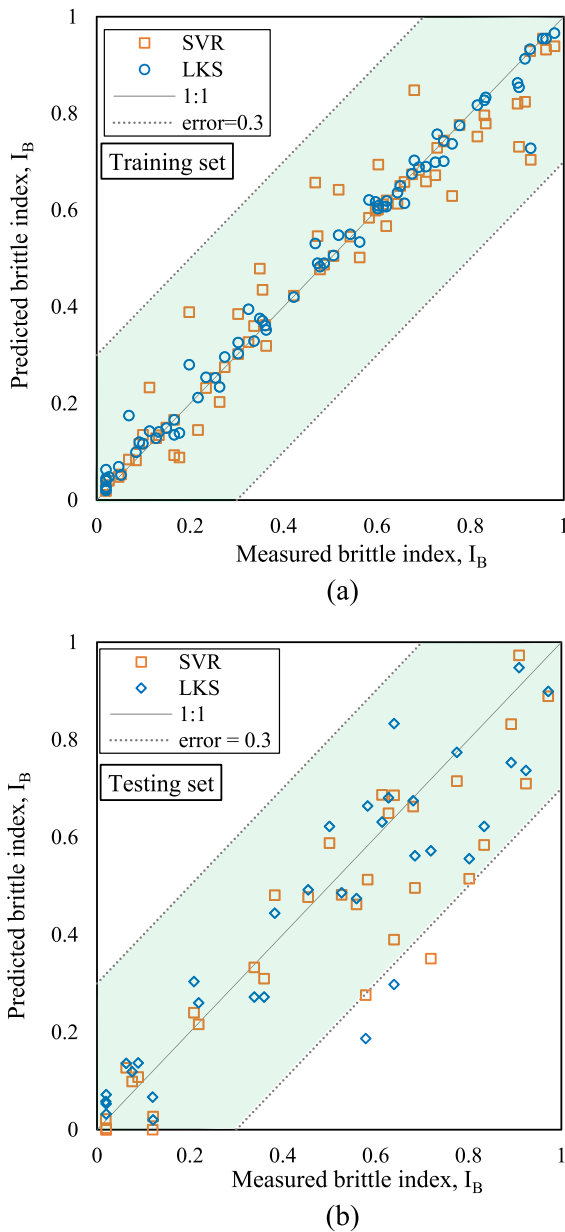 1
0.8
0.6
0.4
0.2
0
Predicted brittle index, I_B
SVR
LKS
1:1
error=0.3
Training set
0
0.2
0.4
0.6
0.8
1
Measured brittle index, I_B
(a)
1
0.8
0.6
0.4
0.2
0
Predicted brittle index, I_B
SVR
LKS
1:1
error = 0.3
Testing set
0
0.2
0.4
0.6
0.8
1
Measured brittle index, I_B
(b)